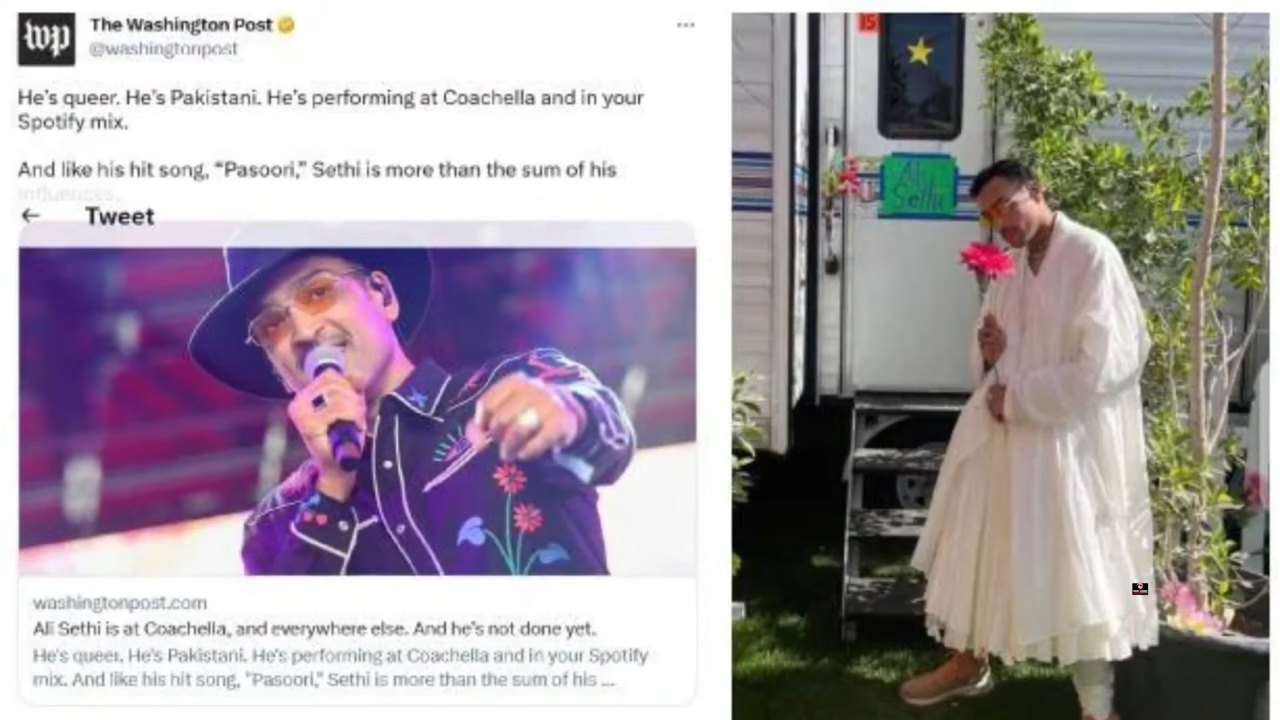 wp
The Washington Post
@washingtonpost
He's queer. He's Pakistani. He's performing at Coachella and in your
Spotify mix.
And like his hit song, “Pasoori,” Sethi is more than the sum of his
influences.
← Tweet
washingtonpost.com
Ali Sethi is at Coachella, and everywhere else. And he's not done yet.
He's queer. He's Pakistani. He's performing at Coachella and in your Spotify
mix. And like his hit song, "Pasoori," Sethi is more than the sum of his ...
15
Ali
Sethi